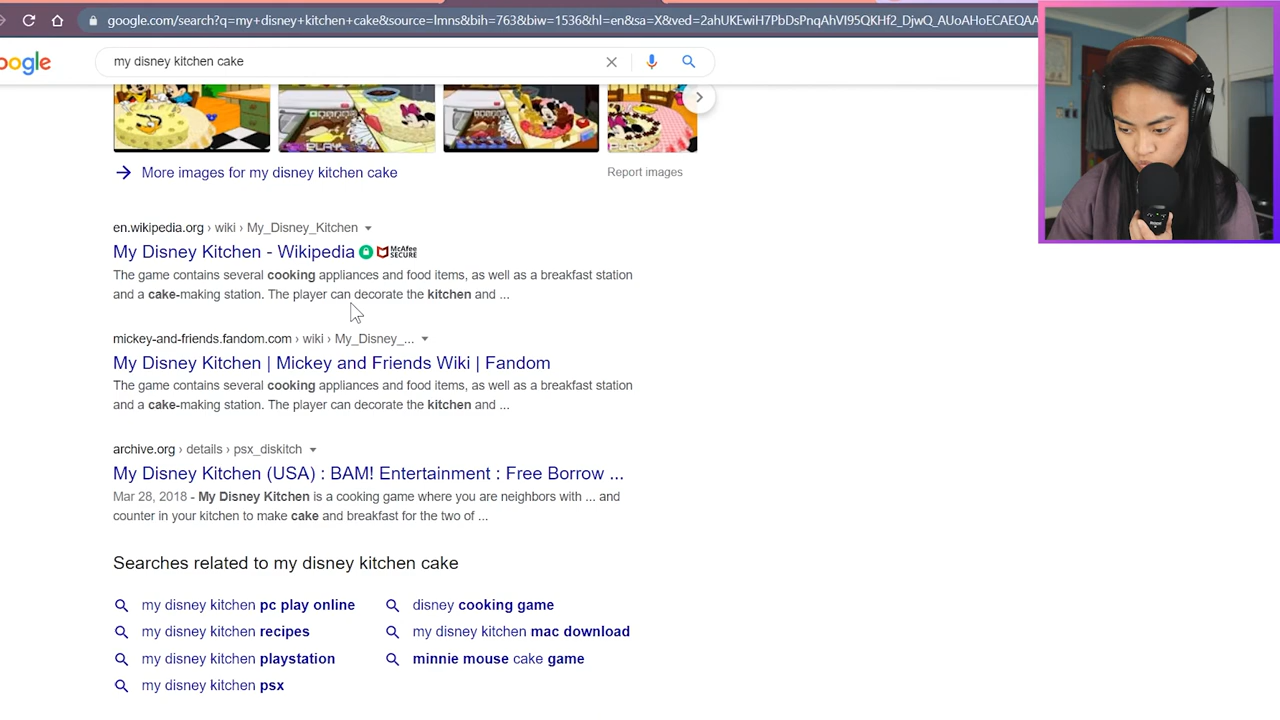 google.com/search?q=my+disney+kitchen+cake&source=lmns&bih=763&biw=1536&hl=en&sa=X&ved=2ahUKEwiH7PbDsPnqAhVI95QKHf2_DjwQ_AUoAHoECAEQAA
oogle
my disney kitchen cake
More images for my disney kitchen cake
Report images
en.wikipedia.org › wiki › My_Disney_Kitchen
My Disney Kitchen - Wikipedia McAfee SECURE
The game contains several cooking appliances and food items, as well as a breakfast station
and a cake-making station. The player can decorate the kitchen and ...
mickey-and-friends.fandom.com › wiki › My_Disney_...
My Disney Kitchen | Mickey and Friends Wiki | Fandom
The game contains several cooking appliances and food items, as well as a breakfast station
and a cake-making station. The player can decorate the kitchen and ...
archive.org › details › psx_diskitch
My Disney Kitchen (USA) : BAM! Entertainment : Free Borrow ...
Mar 28, 2018 - My Disney Kitchen is a cooking game where you are neighbors with ... and
counter in your kitchen to make cake and breakfast for the two of ...
Searches related to my disney kitchen cake
my disney kitchen pc play online
disney cooking game
my disney kitchen recipes
my disney kitchen mac download
my disney kitchen playstation
minnie mouse cake game
my disney kitchen psx